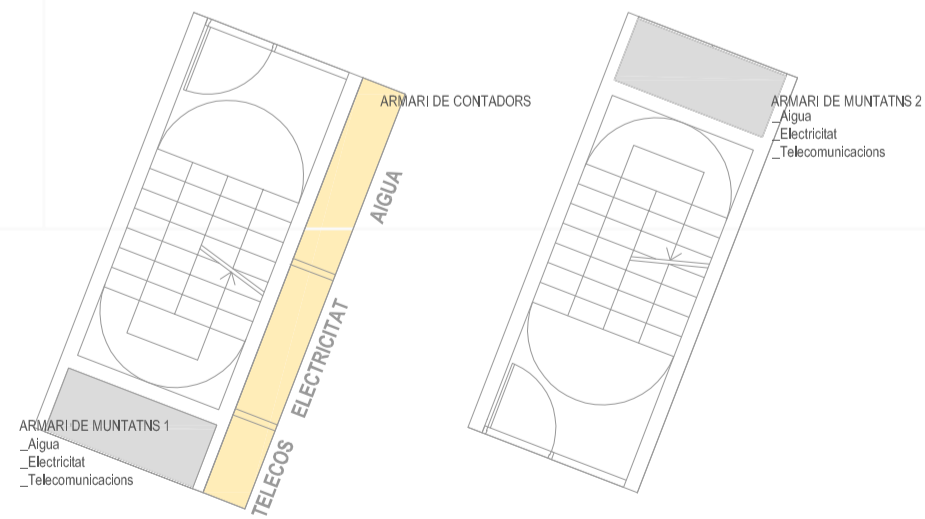 ARMARI DE CONTADORS
AIGUA
ELECTRICITAT
TELECOS
ARMARI DE MUNTATNS 1
_Aigua
_Electricitat
_Telecomunicacions
ARMARI DE MUNTATNS 2
_Aigua
_Electricitat
_Telecomunicacions